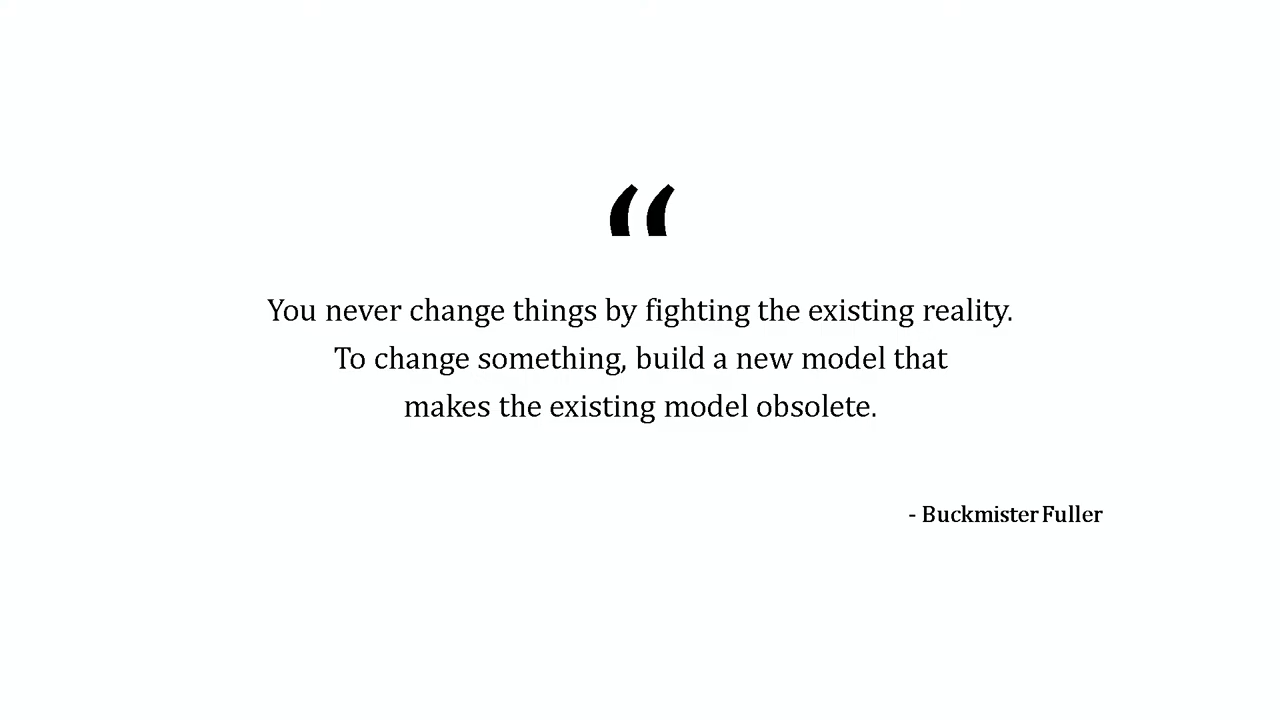 “
You never change things by fighting the existing reality.
To change something, build a new model that
makes the existing model obsolete.
- Buckmister Fuller